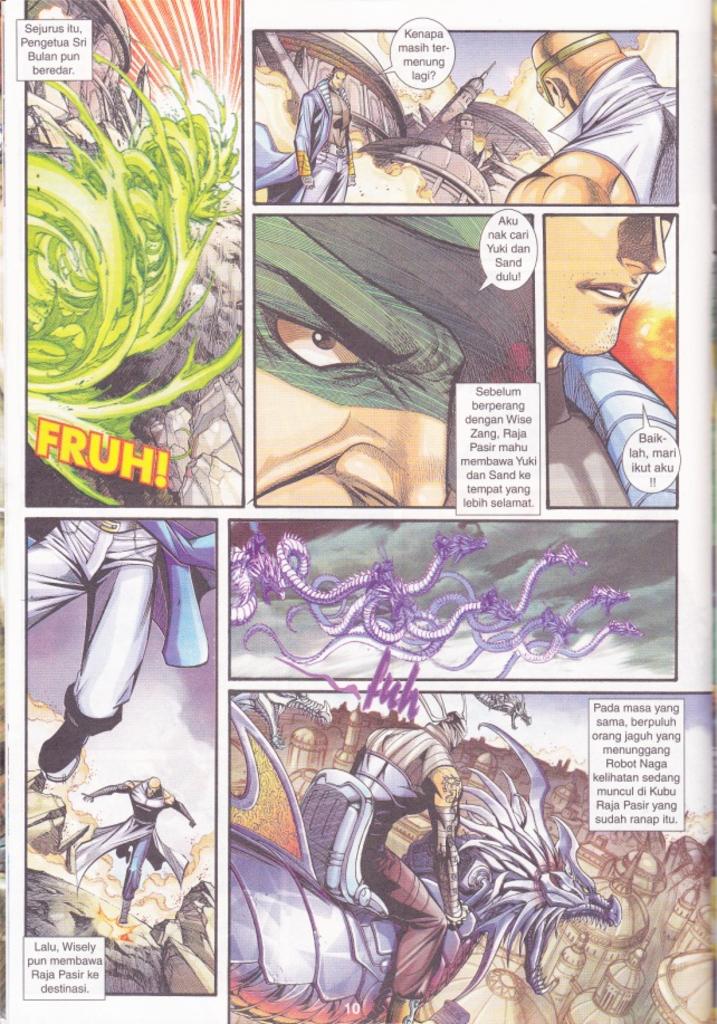 Sejurus itu,
Pengetua Sri
Bulan pun
beredar.
FRUH!
Kenapa
masih ter-
menung
lagi?
Aku
nak cari
Yuki dan
Sand
dulu!
Sebelum
berperang
dengan Wise
Zang, Raja
Pasir mahu
membawa Yuki
dan Sand ke
tempat yang
lebih selamat.
Baik-
lah, mari
ikut aku
!!
Lalu, Wisely
pun membawa
Raja Pasir ke
destinasi.
fuh
Pada masa yang
sama, berpuluh
orang jaguh yang
menunggang
Robot Naga
kelihatan sedang
muncul di Kubu
Raja Pasir yang
sudah ranap itu.
10